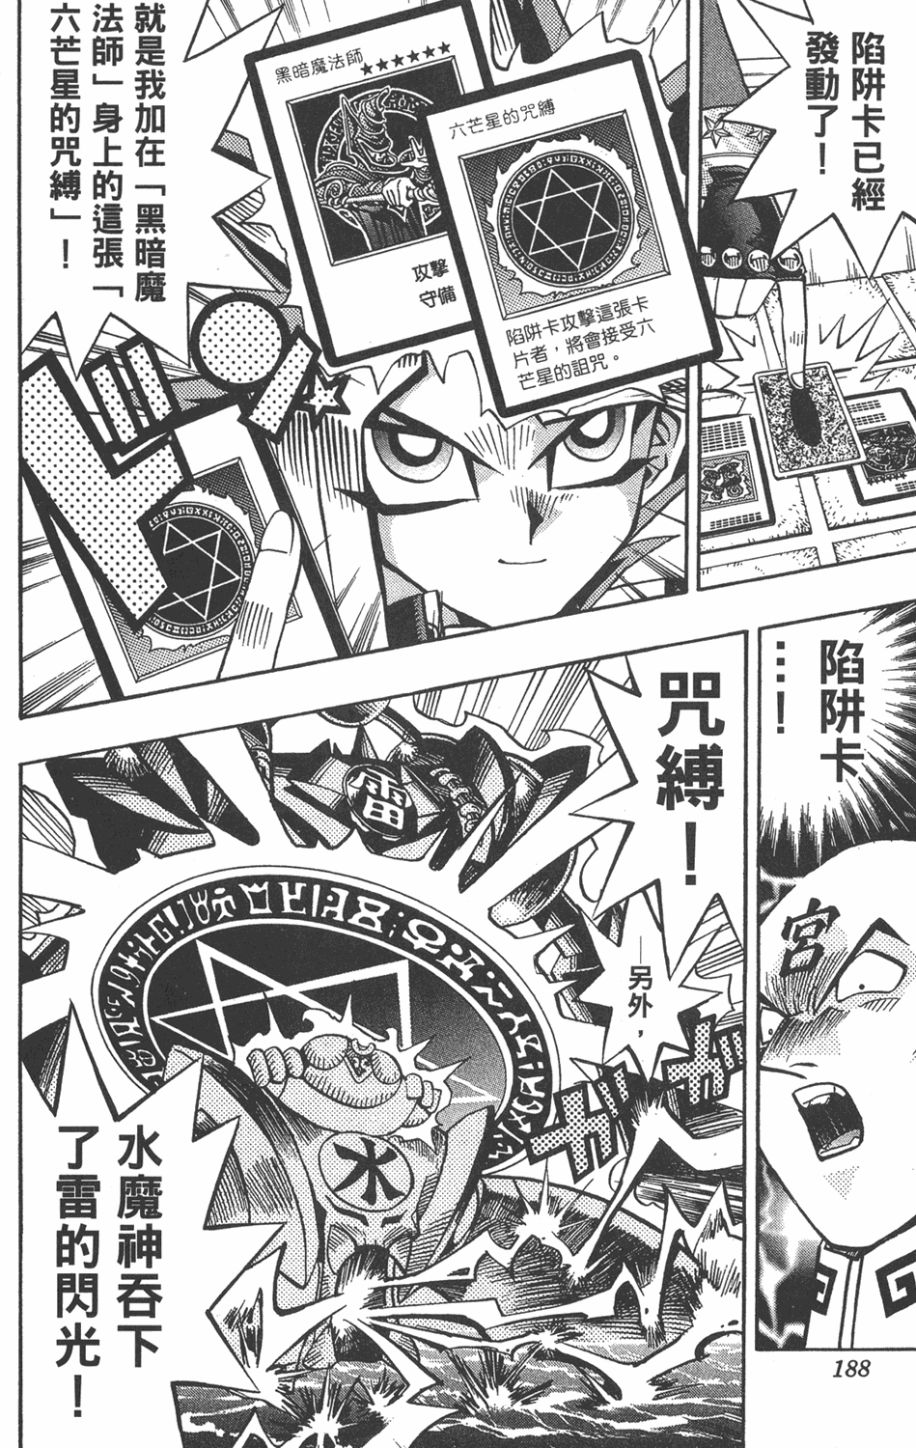 陷阱卡已經
發動了！
黑暗魔法師
★★★★★★
攻擊
守備
六芒星的咒縛
陷阱卡攻擊這張卡
片者，將會接受六
芒星的詛咒。
就是我加在「黑暗魔
法師」身上的這張「
六芒星的咒縛」！
ドン
陷阱卡
⋯⋯！
宮
咒縛！
雷
—另外，
ガガ
水
水魔神吞下
了雷的閃光！
188